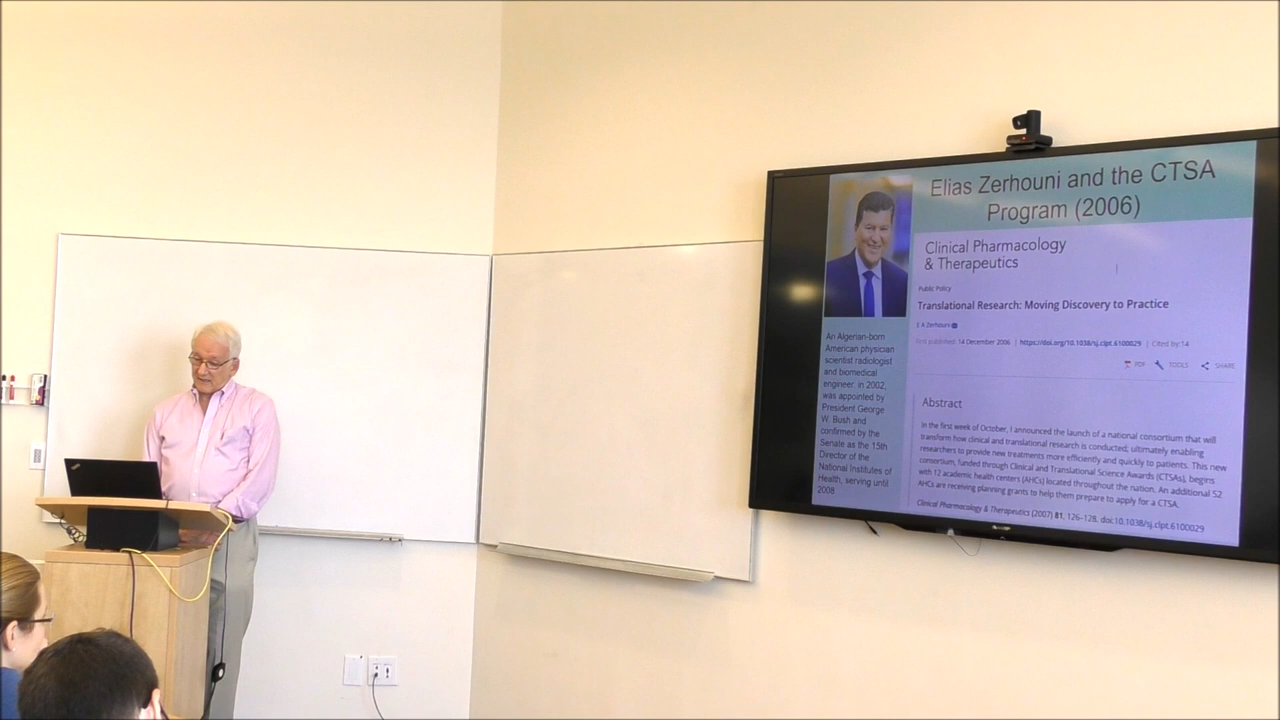 Elias Zerhouni and the CTSA
Program (2006)
Clinical Pharmacology
& Therapeutics
Public Policy
Translational Research: Moving Discovery to Practice
E A Zerhouni
First published: 14 December 2006 | https://doi.org/10.1038/sj.clpt.6100029 | Cited by:14
PDF TOOLS SHARE
An Algerian-born
American physician
scientist radiologist
and biomedical
engineer. in 2002,
was appointed by
President George
W. Bush and
confirmed by the
Senate as the 15th
Director of the
National Institutes of
Health, serving until
2008
Abstract
In the first week of October, I announced the launch of a national consortium that will
transform how clinical and translational research is conducted; ultimately enabling
researchers to provide new treatments more efficiently and quickly to patients. This new
consortium, funded through Clinical and Translational Science Awards (CTSAs), begins
with 12 academic health centers (AHCs) located throughout the nation. An additional 52
AHCs are receiving planning grants to help them prepare to apply for a CTSA.
Clinical Pharmacology & Therapeutics (2007) 81, 126–128. doi:10.1038/sj.clpt.6100029